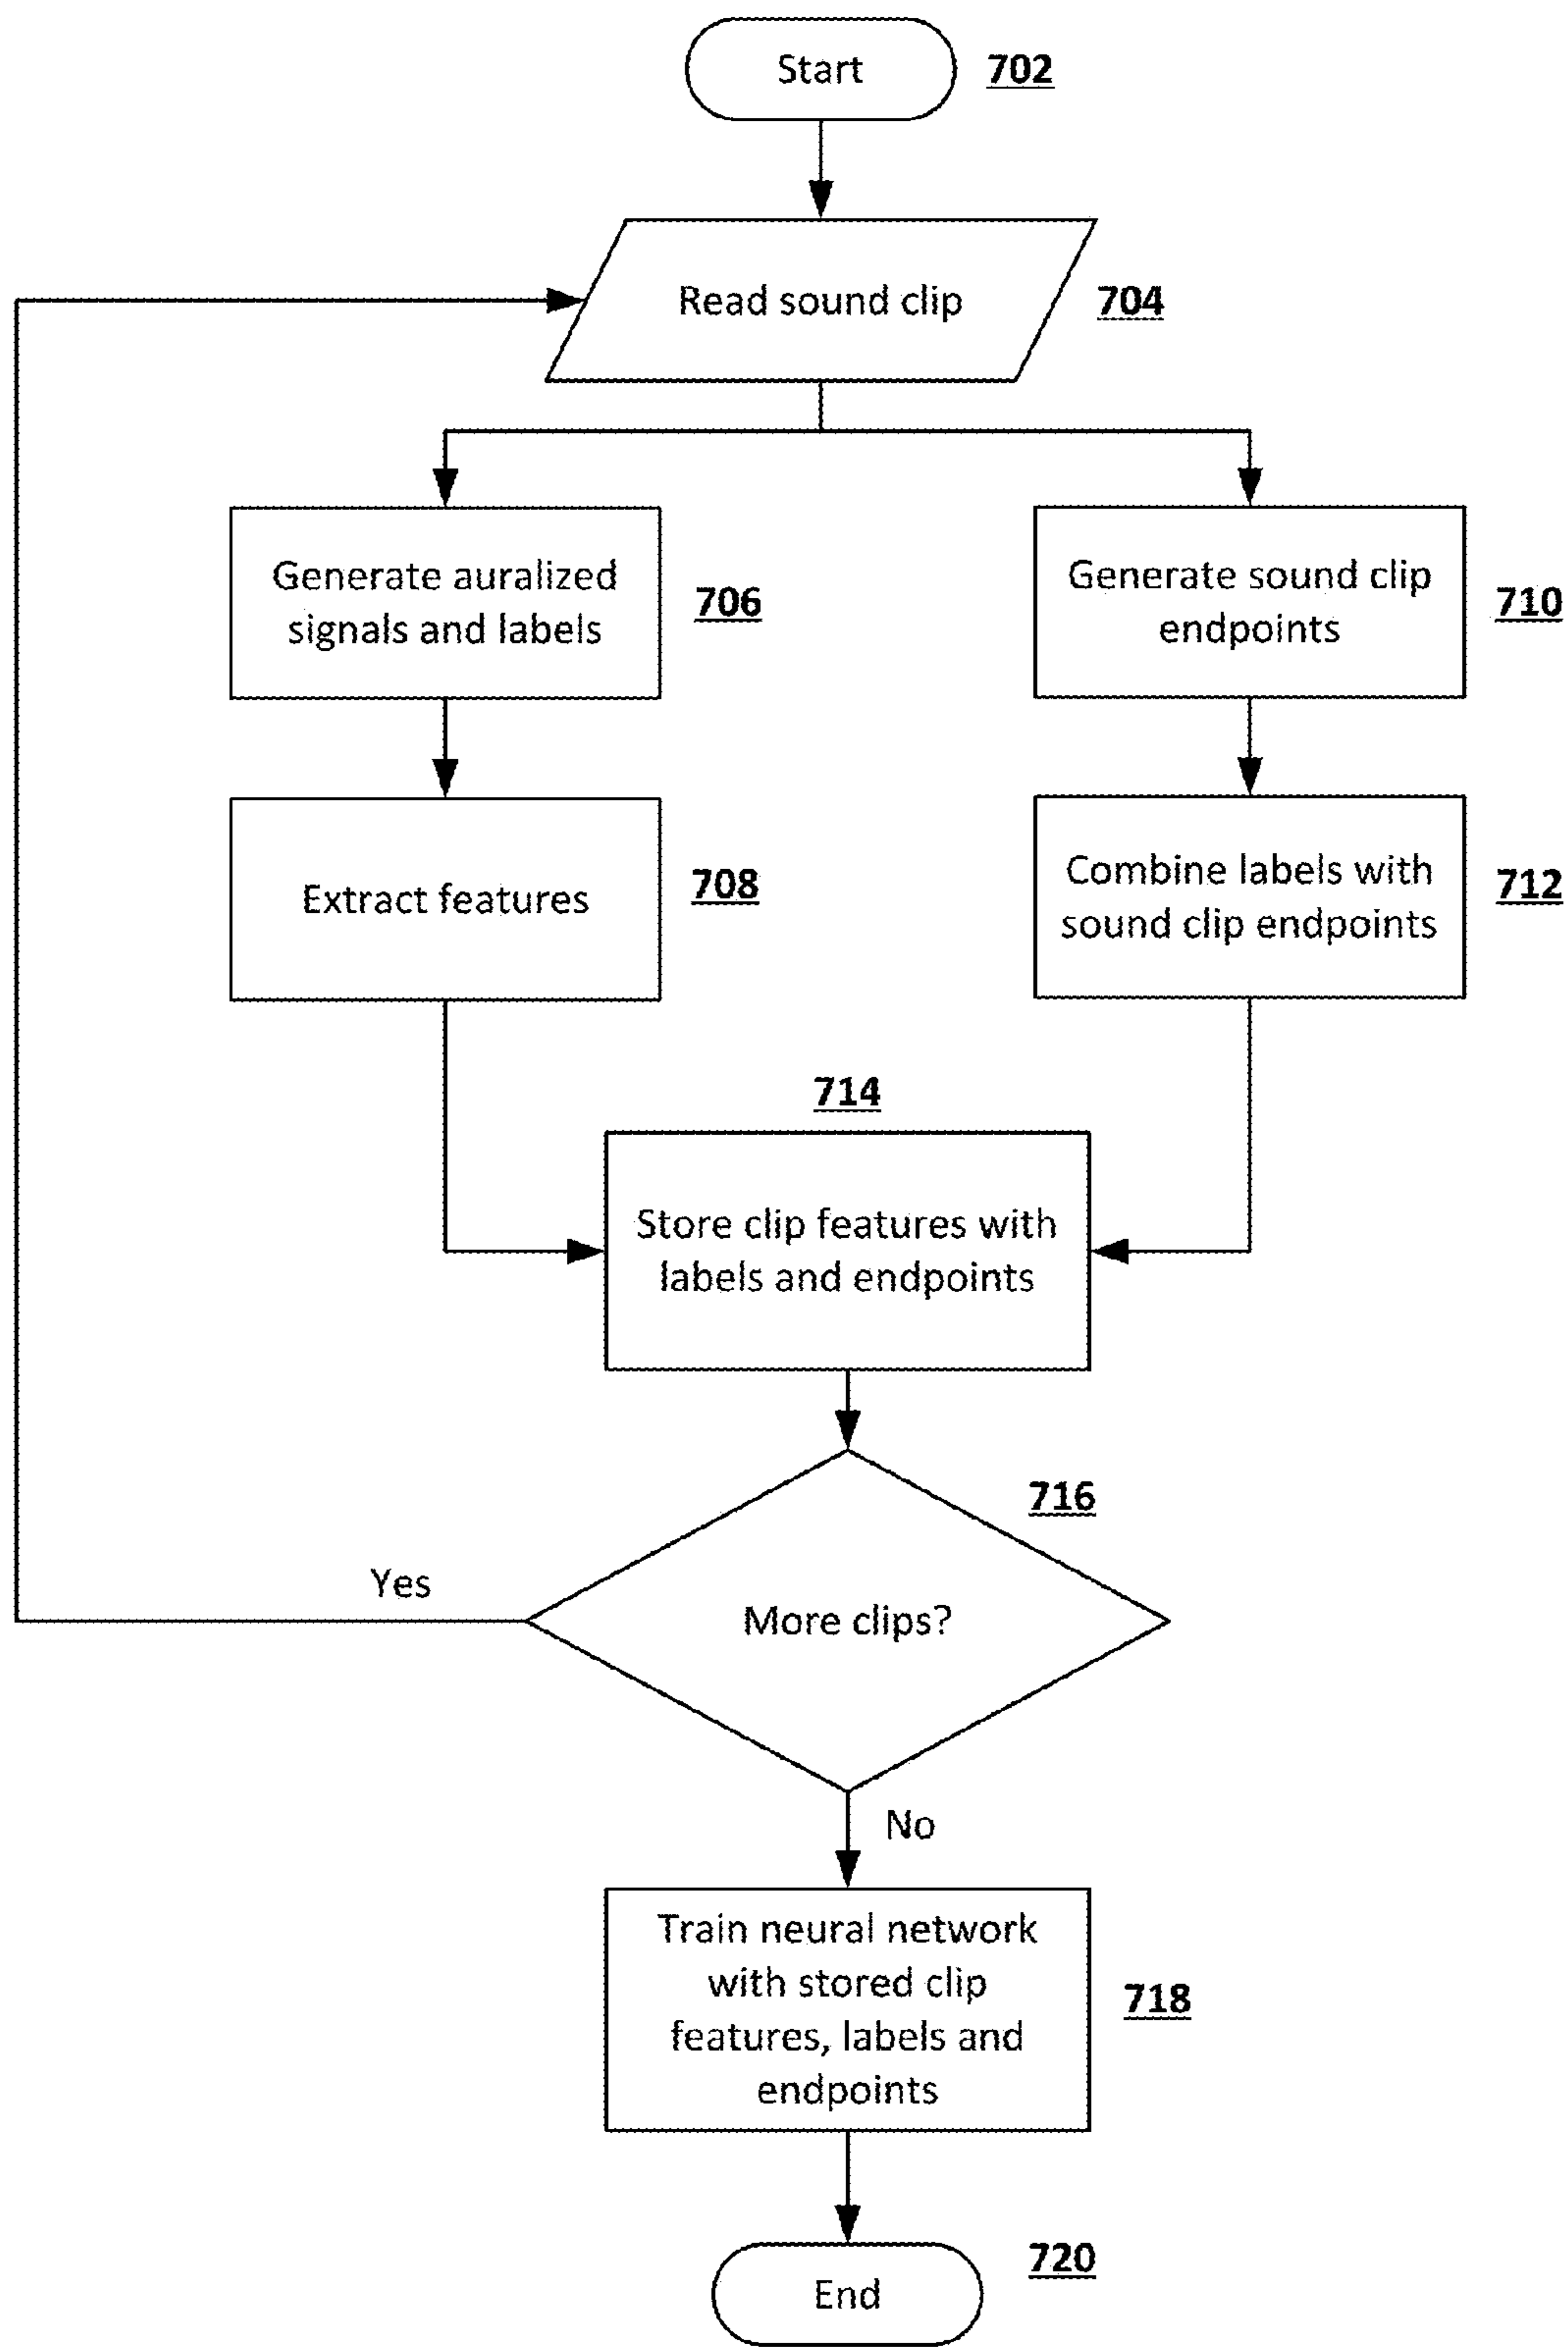 Start
702
Read sound clip
704
Generate auralized
signals and labels
706
Generate sound clip
endpoints
710
Extract features
708
Combine labels with
sound clip endpoints
712
714
Store clip features with
labels and endpoints
716
More clips?
Yes
No
Train neural network
with stored clip
features, labels and
endpoints
718
720
End